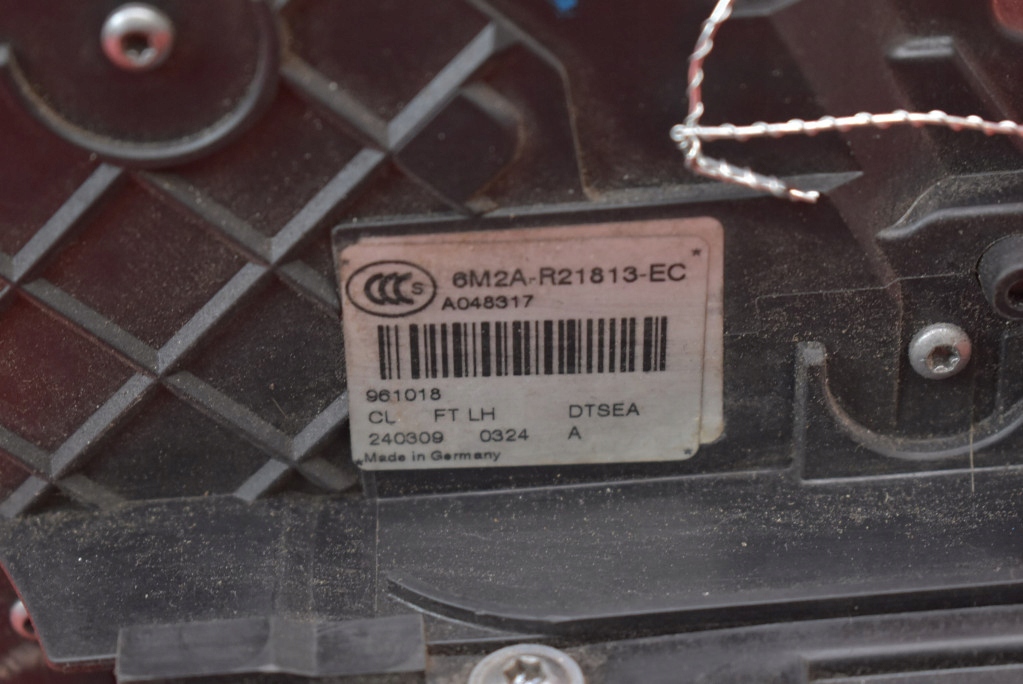 CCC S 6M2A-R21813-EC
A048317
961018
CL FT LH DTSEA
240309 0324 A
Made in Germany